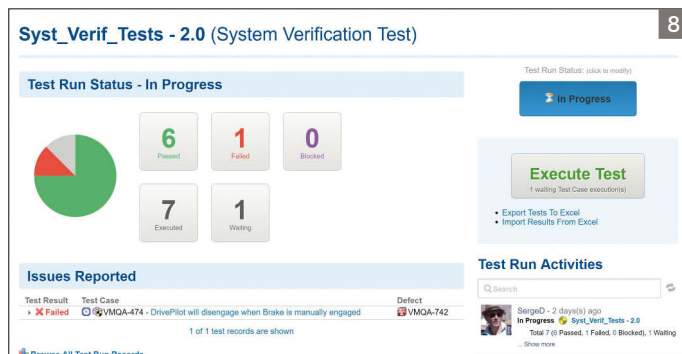 8
Syst_Verif_Tests - 2.0 (System Verification Test)
Test Run Status - In Progress
6
Passed
1
Failed
0
Blocked
7
Executed
1
Waiting
Test Run Status: (click to modify)
In Progress
Execute Test
1 waiting Test Case execution(s)
• Export Tests To Excel
• Import Results From Excel
Issues Reported
Test Result Test Case Defect
Failed VMQA-474 - DrivePilot will disengage when Brake is manually engaged VMQA-742
1 of 1 test records are shown
Browse All Test Run Records
Test Run Activities
Search
SergeD - 2 days(s) ago
In Progress Syst_Verif_Tests - 2.0
Total 7 (6 Passed, 1 Failed, 0 Blocked), 1 Waiting
... Show more